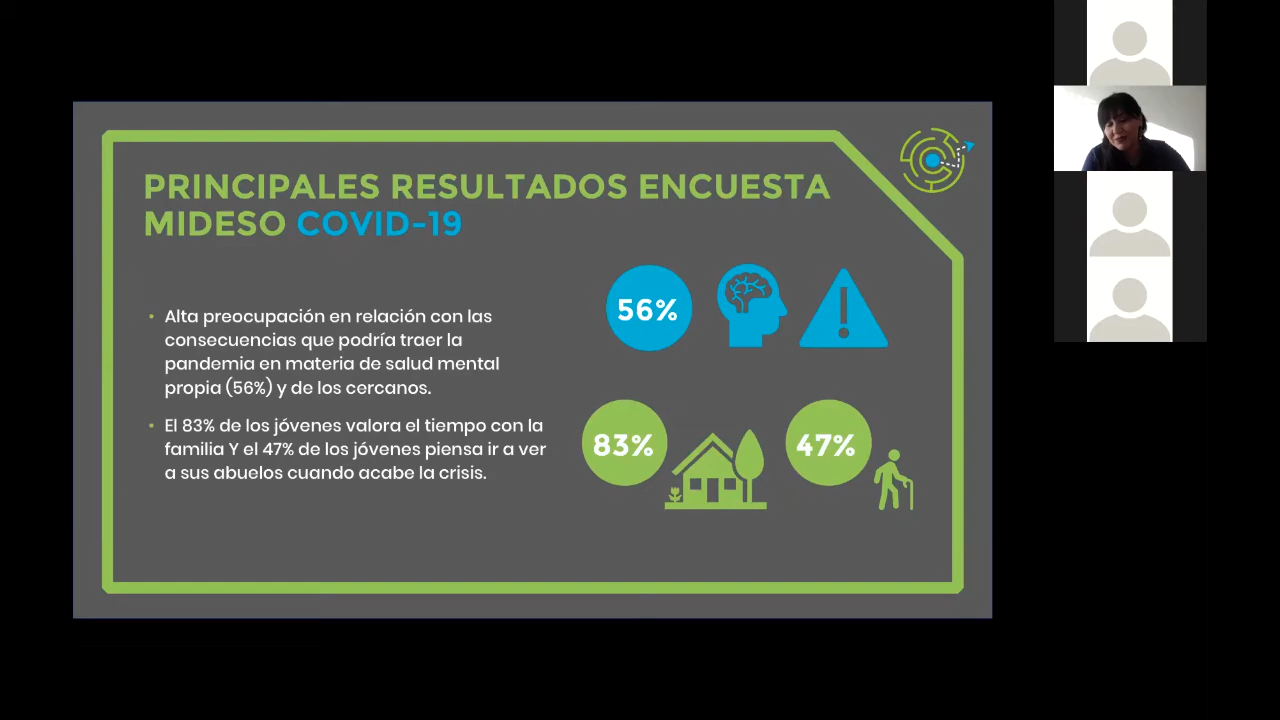 PRINCIPALES RESULTADOS ENCUESTA
MIDESO COVID-19
• Alta preocupación en relación con las
consecuencias que podría traer la
pandemia en materia de salud mental
propia (56%) y de los cercanos.
• El 83% de los jóvenes valora el tiempo con la
familia Y el 47% de los jóvenes piensa ir a ver
a sus abuelos cuando acabe la crisis.
56%
83%
47%